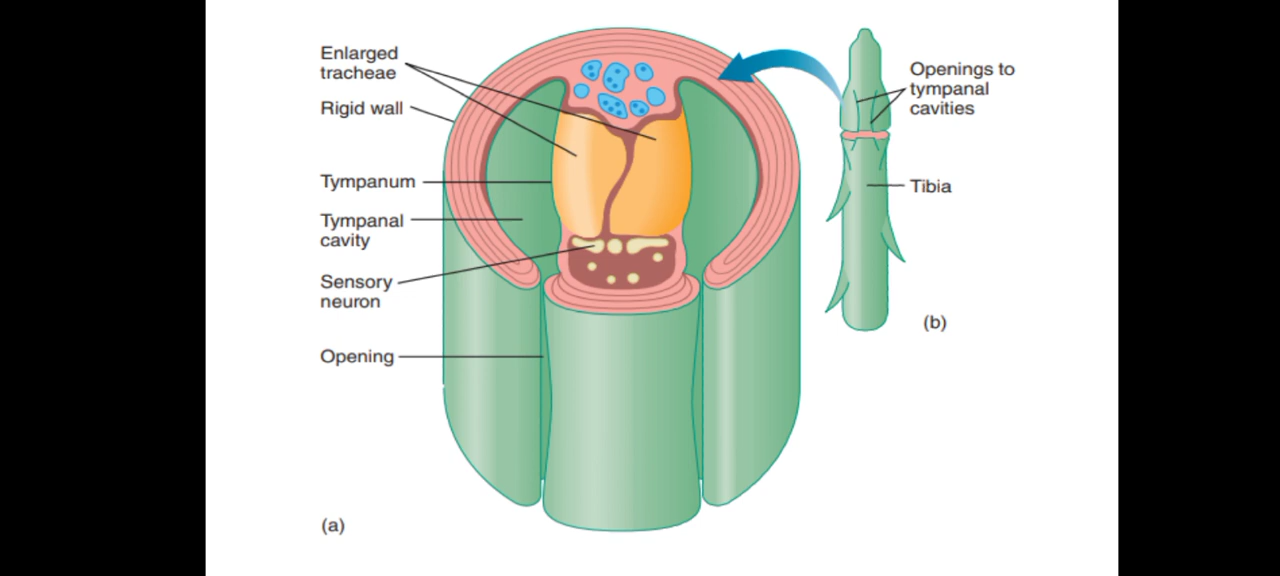 Enlarged
tracheae
Rigid wall
Tympanum
Tympanal
cavity
Sensory
neuron
Opening
(a)
Openings to
tympanal
cavities
Tibia
(b)